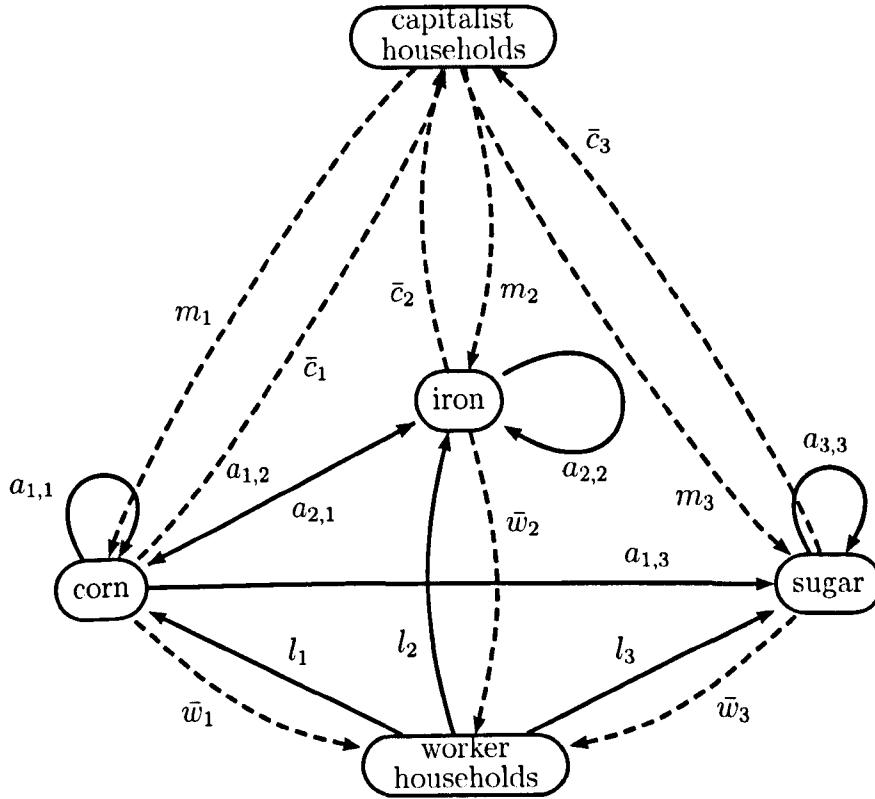 capitalist
households
c̄₃
c̄₂
m₂
m₁
c̄₁
iron
a₃,₃
a₁,₂
a₂,₂
a₁,₁
m₃
a₂,₁
w̄₂
a₁,₃
corn
sugar
l₁
l₂
l₃
w̄₁
w̄₃
worker
households